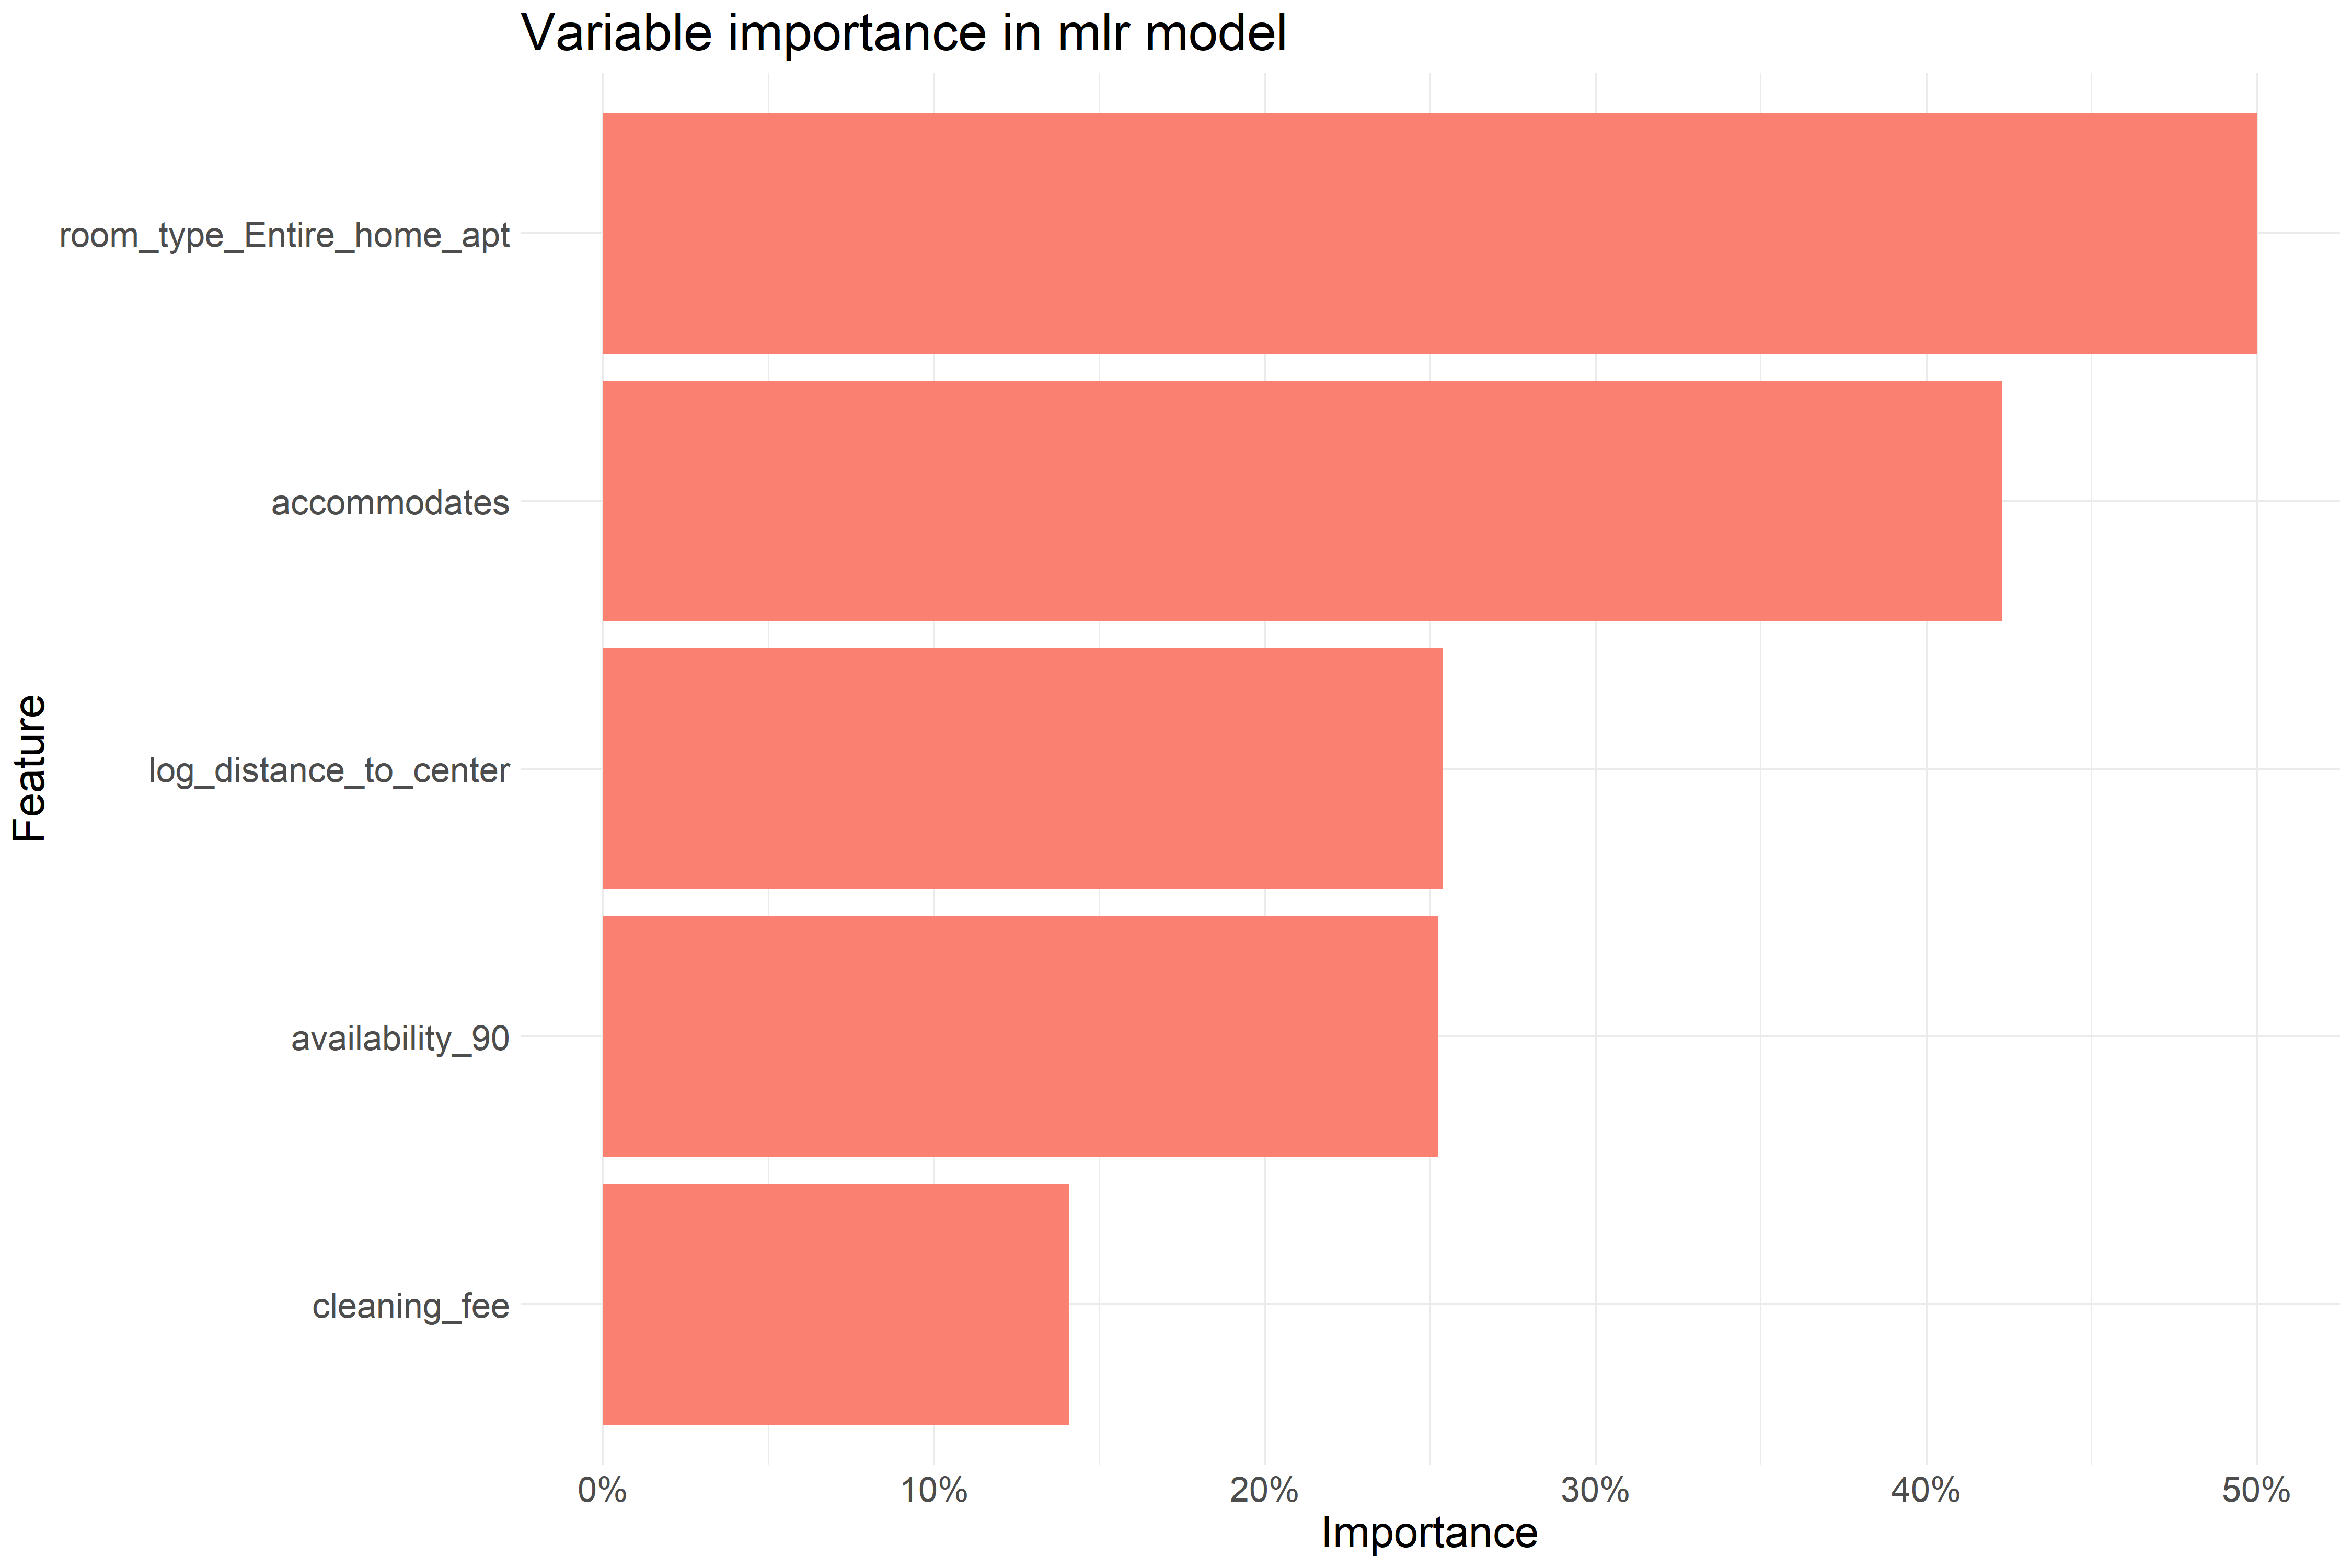 Variable importance in mlr model
Feature
room_type_Entire_home_apt
accommodates
log_distance_to_center
availability_90
cleaning_fee
0% 10% 20% 30% 40% 50%
Importance